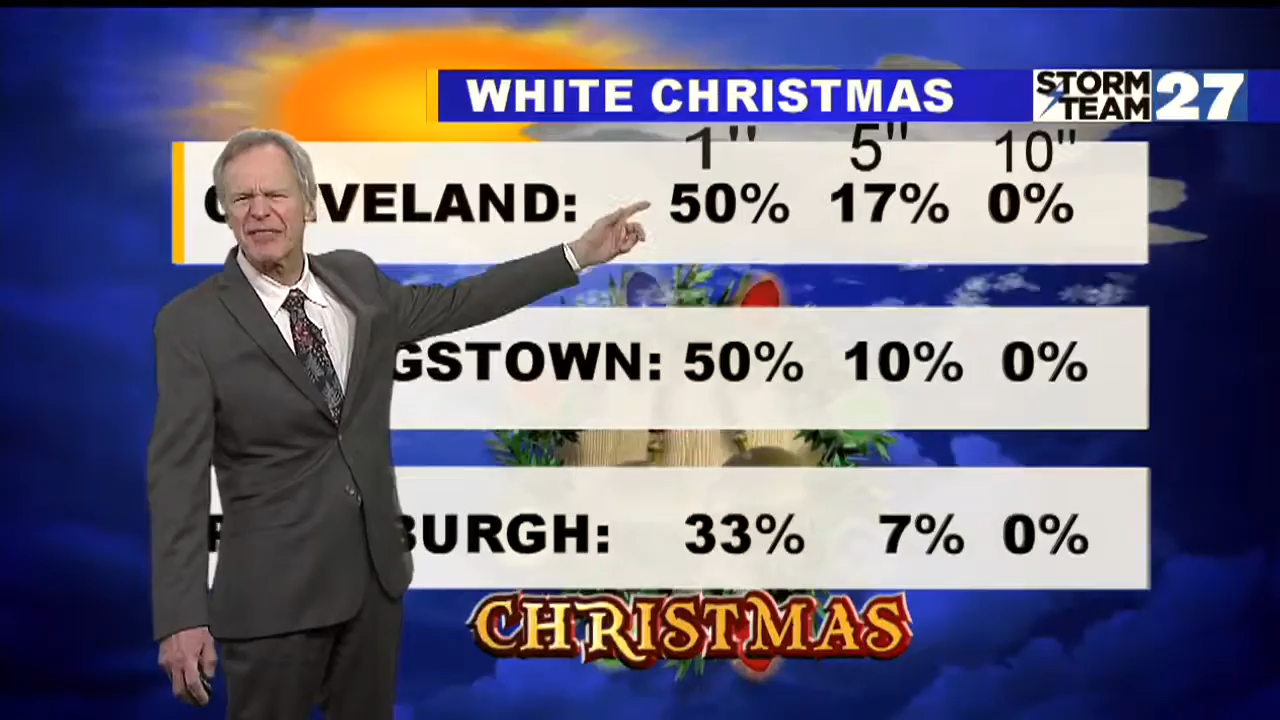 WHITE CHRISTMAS
STORM TEAM 27
1" 5" 10"
VELAND: 50% 17% 0%
GSTOWN: 50% 10% 0%
BURGH: 33% 7% 0%
CHRISTMAS